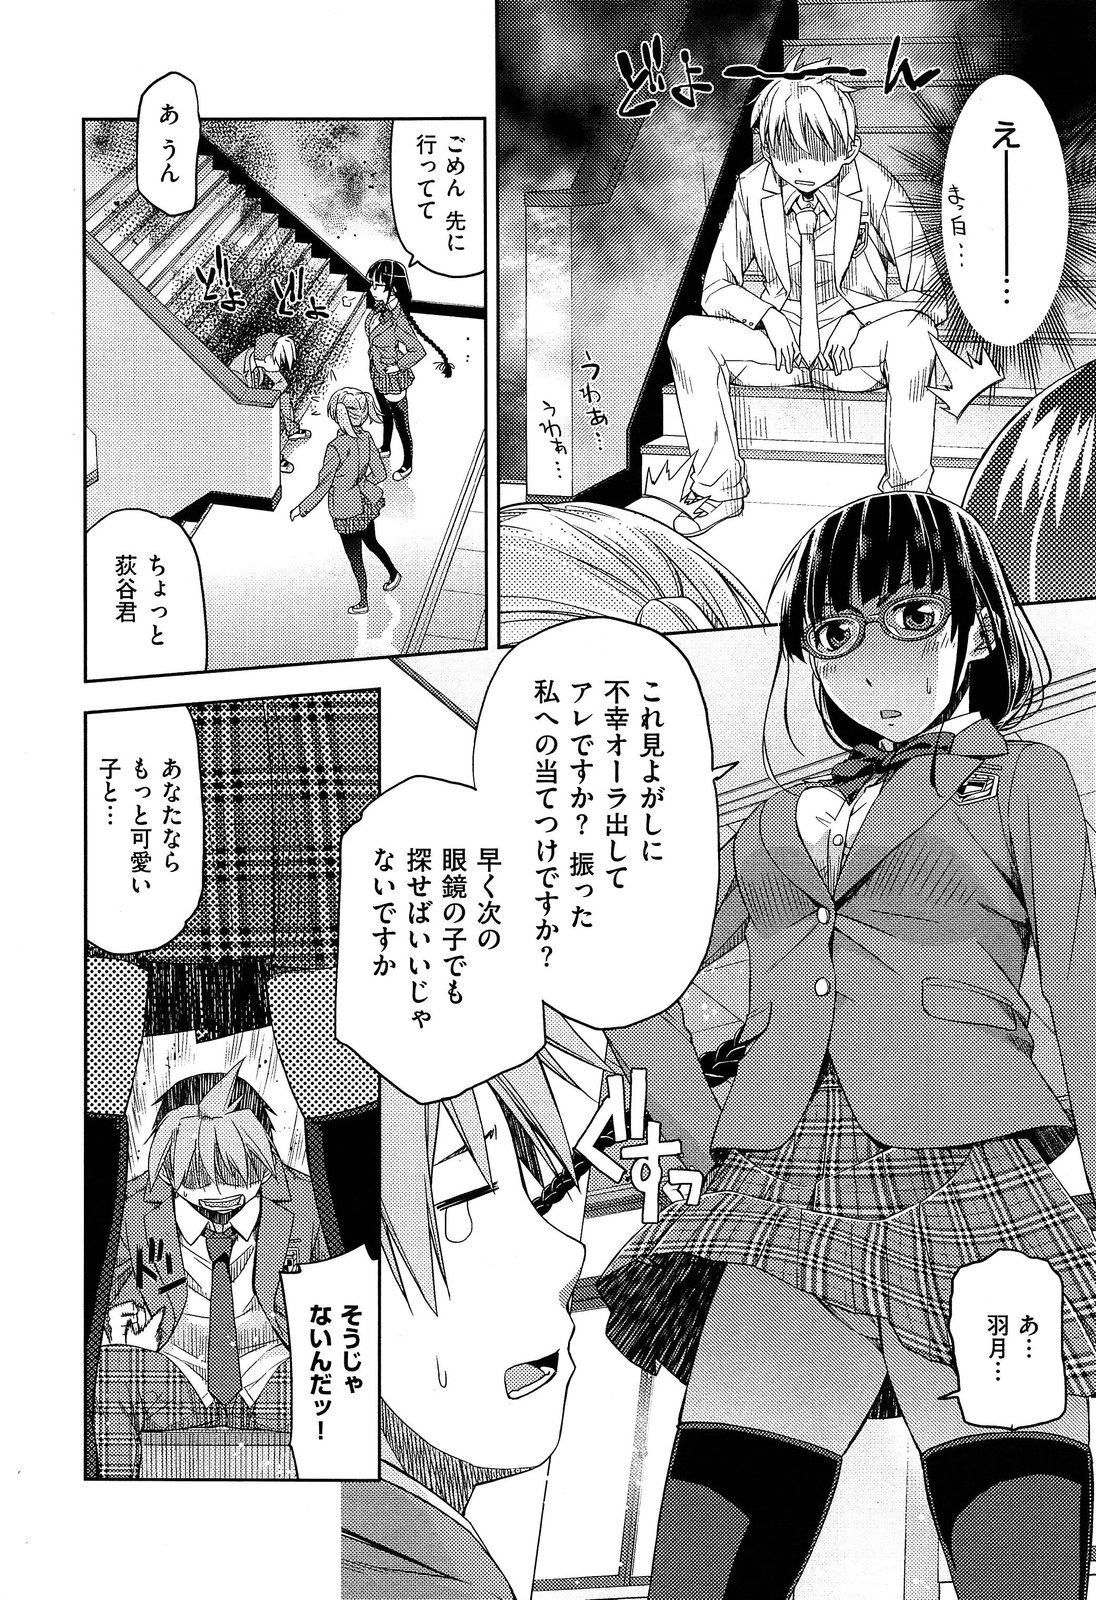 どよーーん
えーー…
まっ白…
うわぁ…
うわぁ…
ごめん 先に
行ってて
あ うん
どよ
どよ
ちょっと
荻谷君
これ見よがしに
不幸オーラ出して
アレですか? 振った
私への当てつけですか?
早く次の
眼鏡の子でも
探せばいいじゃ
ないですか
ぐすっ
あ…
羽月…
あなたなら
もっと可愛い
子と…
そうじゃ
ないんだッ!
ドン